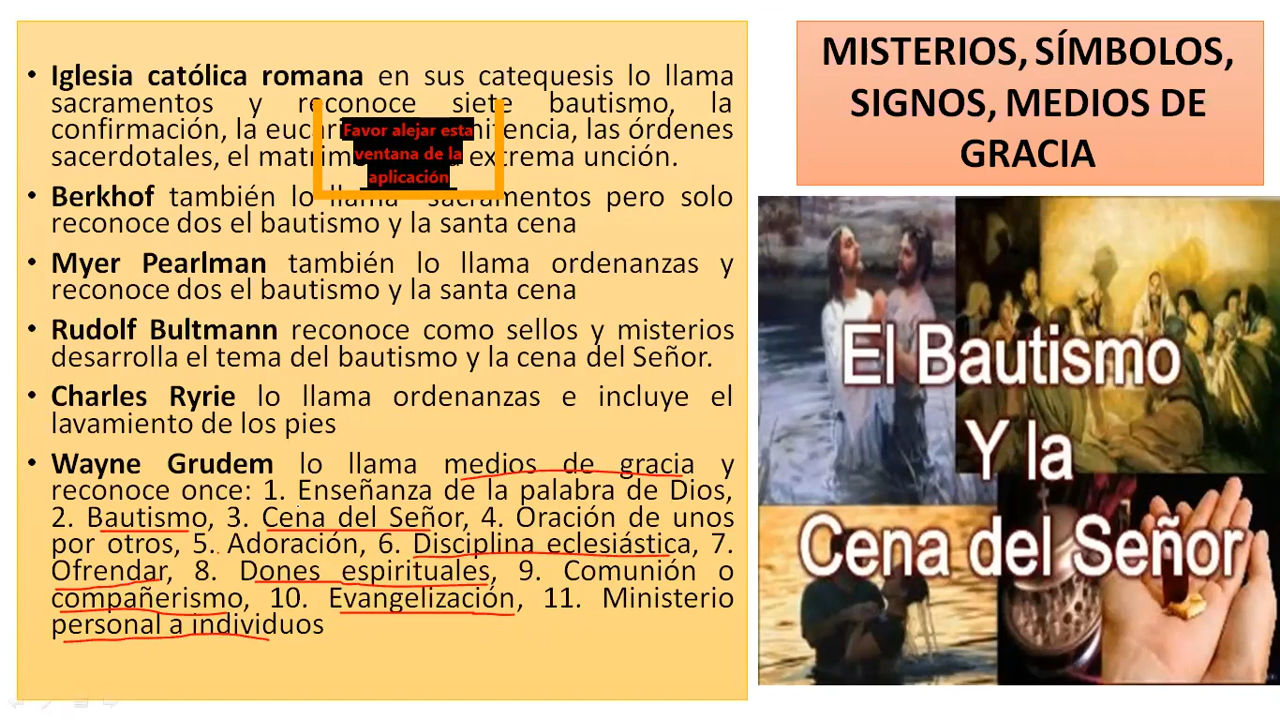 • Iglesia católica romana en sus catequesis lo llama
sacramentos y reconoce siete bautismo, la
confirmación, la las órdenes
sacerdotales, el extrema unción.
Favor alejar esta
ventana de la
aplicación
• Berkhof también lo llama sacramentos pero solo
reconoce dos el bautismo y la santa cena
• Myer Pearlman también lo llama ordenanzas y
reconoce dos el bautismo y la santa cena
• Rudolf Bultmann reconoce como sellos y misterios
desarrolla el tema del bautismo y la cena del Señor.
• Charles Ryrie lo llama ordenanzas e incluye el
lavamiento de los pies
• Wayne Grudem lo llama medios de gracia y
reconoce once: 1. Enseñanza de la palabra de Dios,
2. Bautismo, 3. Cena del Señor, 4. Oración de unos
por otros, 5. Adoración, 6. Disciplina eclesiástica, 7.
Ofrendar, 8. Dones espirituales, 9. Comunión o
compañerismo, 10. Evangelización, 11. Ministerio
personal a individuos
MISTERIOS, SÍMBOLOS,
SIGNOS, MEDIOS DE
GRACIA
El Bautismo
Y la
Cena del Señor